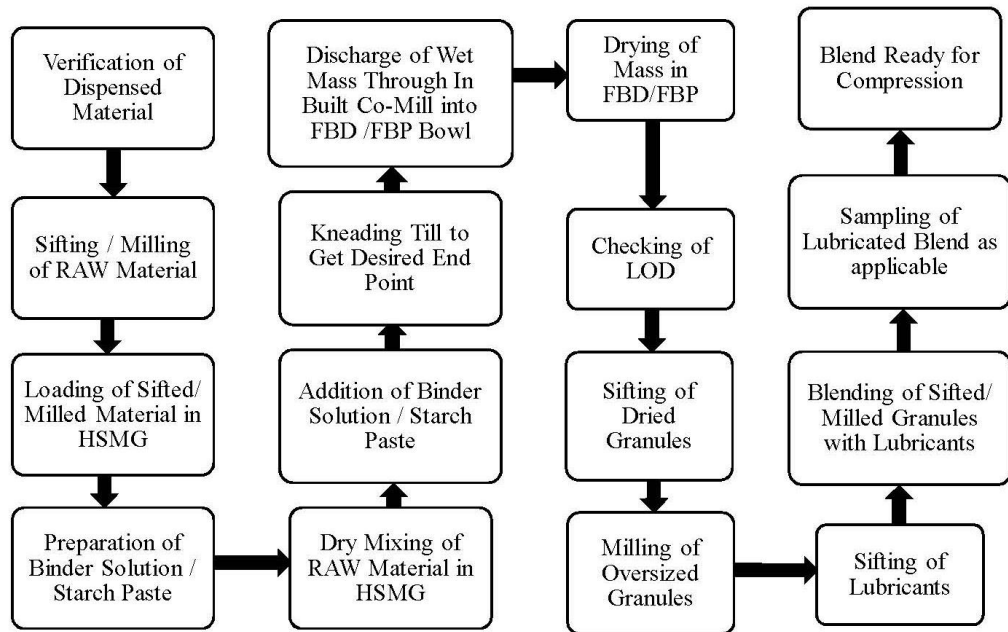 Verification of
Dispensed
Material
Sifting / Milling
of RAW Material
Loading of Sifted/
Milled Material in
HSMG
Preparation of
Binder Solution /
Starch Paste
Dry Mixing of
RAW Material in
HSMG
Addition of Binder
Solution / Starch
Paste
Kneading Till to
Get Desired End
Point
Discharge of Wet
Mass Through In
Built Co-Mill into
FBD /FBP Bowl
Drying of
Mass in
FBD/FBP
Checking of
LOD
Sifting of
Dried
Granules
Milling of
Oversized
Granules
Sifting of
Lubricants
Blending of Sifted/
Milled Granules
with Lubricants
Sampling of
Lubricated Blend as
applicable
Blend Ready for
Compression